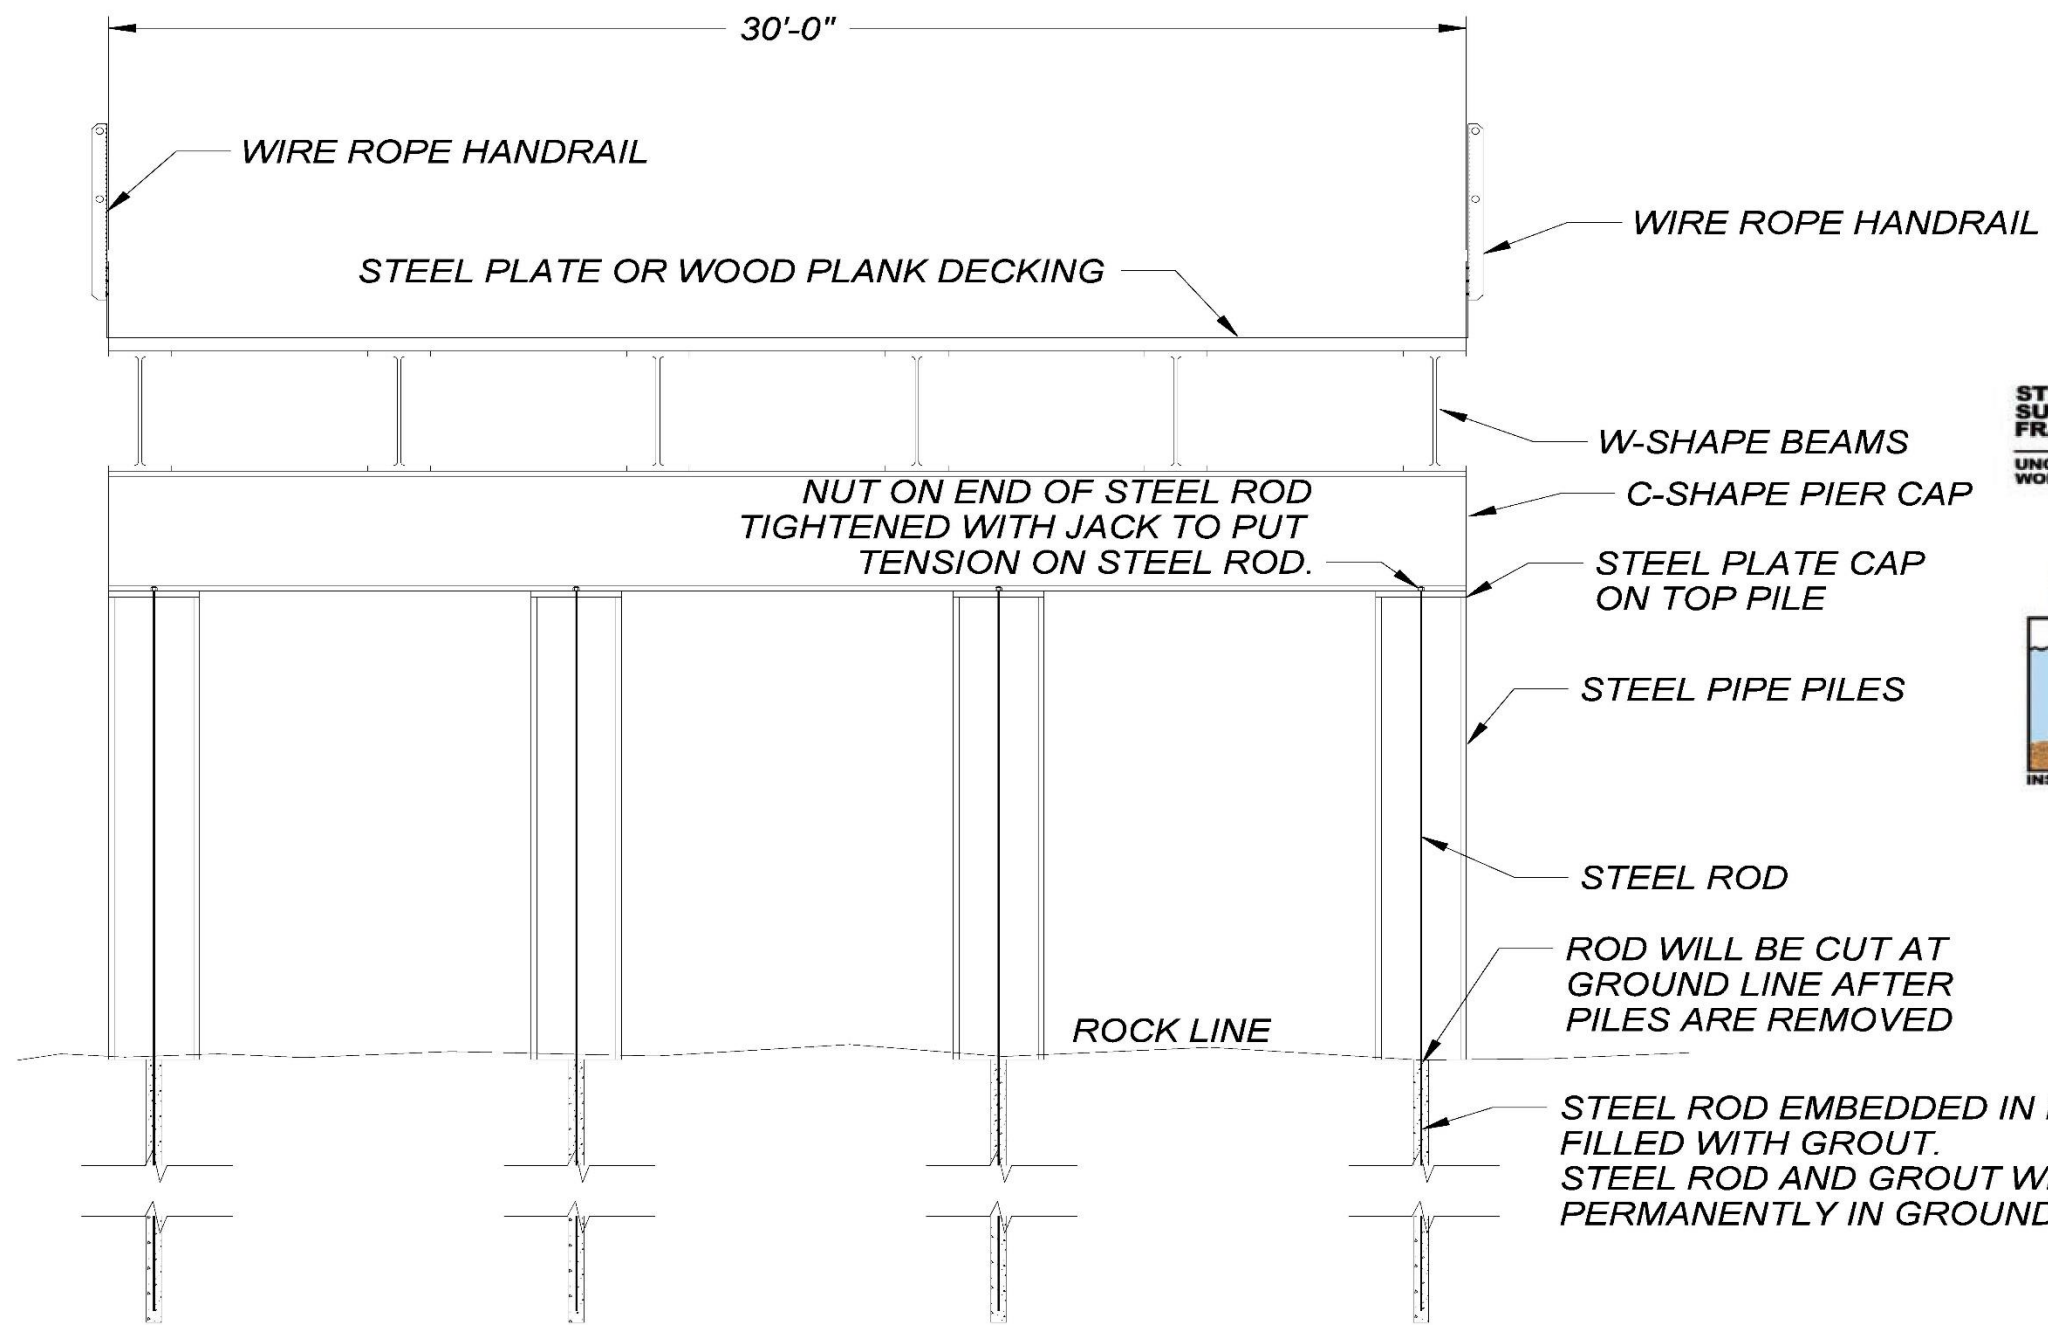 30'-0"
WIRE ROPE HANDRAIL
WIRE ROPE HANDRAIL
STEEL PLATE OR WOOD PLANK DECKING
W-SHAPE BEAMS
C-SHAPE PIER CAP
NUT ON END OF STEEL ROD
TIGHTENED WITH JACK TO PUT
TENSION ON STEEL ROD.
STEEL PLATE CAP
ON TOP PILE
STEEL PIPE PILES
STEEL ROD
ROD WILL BE CUT AT
GROUND LINE AFTER
PILES ARE REMOVED
ROCK LINE
STEEL ROD EMBEDDED IN
FILLED WITH GROUT.
STEEL ROD AND GROUT
PERMANENTLY IN GROUND